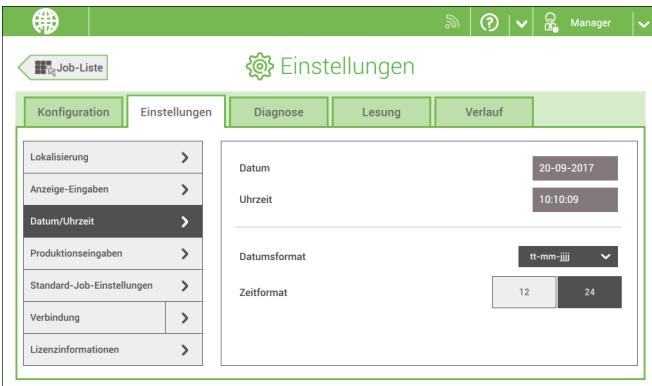 Manager
Job-Liste
Einstellungen
Konfiguration
Einstellungen
Diagnose
Lesung
Verlauf
Lokalisierung
Anzeige-Eingaben
Datum/Uhrzeit
Produktionseingaben
Standard-Job-Einstellungen
Verbindung
Lizenzinformationen
Datum 20-09-2017
Uhrzeit 10:10:09
Datumsformat tt-mm-jjjj
Zeitformat 12 24